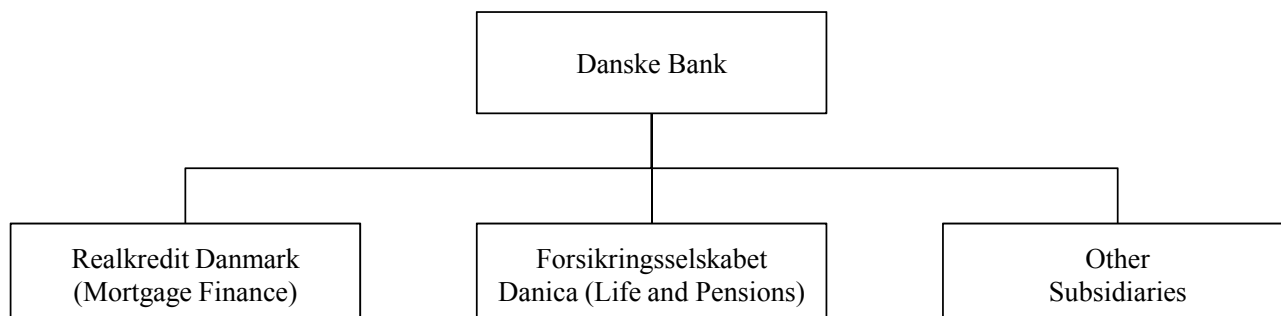 Danske Bank
Realkredit Danmark
(Mortgage Finance)
Forsikringsselskabet
Danica (Life and Pensions)
Other
Subsidiaries